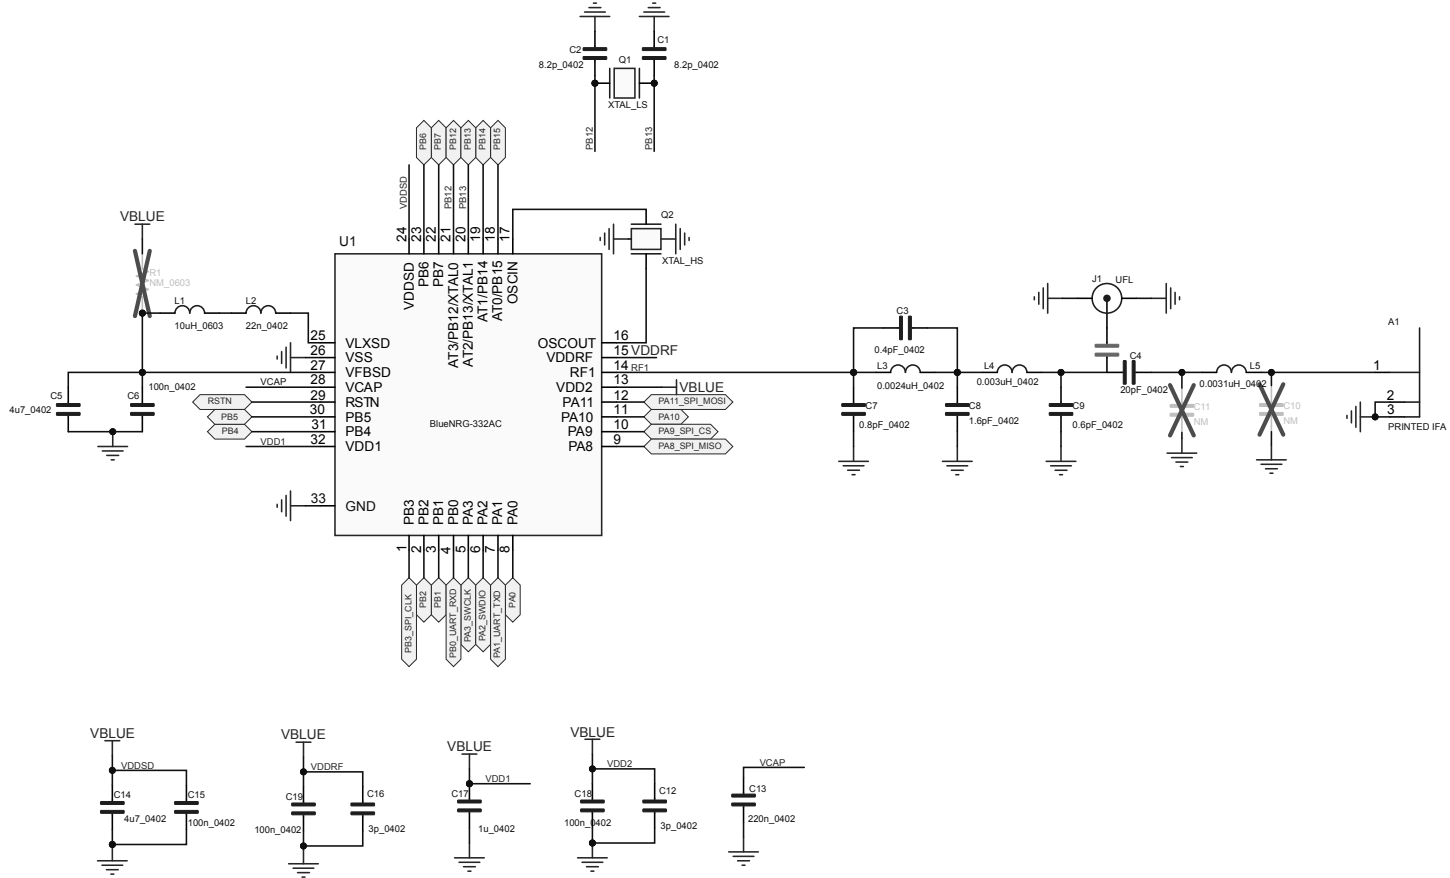 C2
8.2p_0402
C1
8.2p_0402
Q1
XTAL_LS
PB12
PB13
PB6
PB7
PB12
PB13
PB14
PB15
VDDSD
PB12
PB13
24
23
22
21
20
19
18
17
Q2
XTAL_HS
VBLUE
R1
NM_0603
L1
10uH_0603
L2
22n_0402
U1
VDDSD
PB6
PB7
AT3/PB12/XTAL0
AT2/PB13/XTAL1
AT1/PB14
AT0/PB15
OSCIN
25 VLXSD
26 VSS
27 VFBSD
VCAP 28 VCAP
RSTN 29 RSTN
PB5 30 PB5
PB4 31 PB4
VDD1 32 VDD1
33 GND
C5
4u7_0402
C6
100n_0402
BlueNRG-332AC
OSCOUT 16
VDDRF 15 VDDRF
RF1 14 RF1
VDD2 13 VBLUE
PA11 12 PA11_SPI_MOSI
PA10 11 PA10
PA9 10 PA9_SPI_CS
PA8 9 PA8_SPI_MISO
PB3
PB2
PB1
PB0
PA3
PA2
PA1
PA0
1
2
3
4
5
6
7
8
PB3_SPI_CLK
PB2
PB1
PB0_UART_RXD
PA3_SWCLK
PA2_SWDIO
PA1_UART_TXD
PA0
C3
0.4pF_0402
L3
0.0024uH_0402
L4
0.003uH_0402
J1
UFL
C4
20pF_0402
L5
0.0031uH_0402
C7
0.8pF_0402
C8
1.6pF_0402
C9
0.6pF_0402
C11
NM
C10
NM
A1
1
2
3
PRINTED IFA
VBLUE
VDDSD
C14
4u7_0402
C15
100n_0402
VBLUE
VDDRF
C19
100n_0402
C16
3p_0402
VBLUE
VDD1
C17
1u_0402
VBLUE
VDD2
C18
100n_0402
C12
3p_0402
VCAP
C13
220n_0402